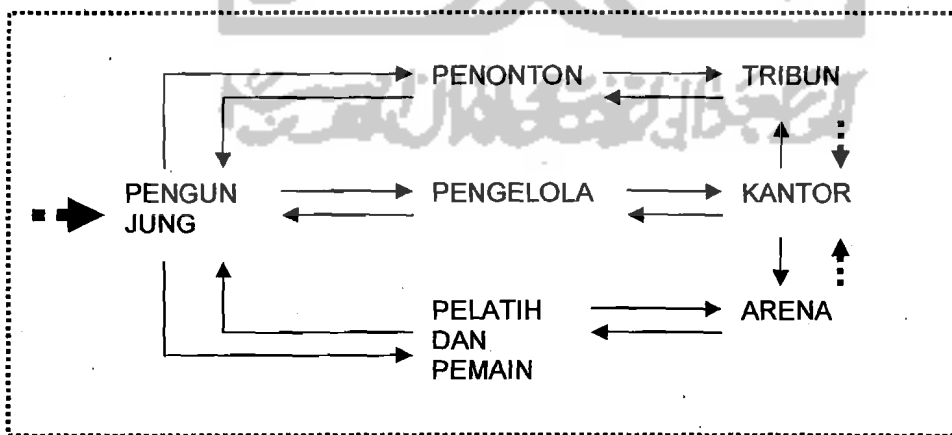 PENONTON
TRIBUN
PENGUN
JUNG
PENGELOLA
KANTOR
PELATIH
DAN
PEMAIN
ARENA